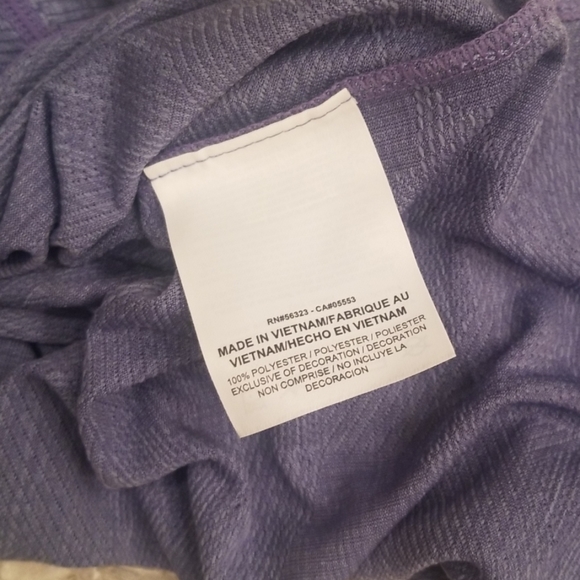 RN#56323 - CA#05553
MADE IN VIETNAM/FABRIQUE AU
VIETNAM/HECHO EN VIETNAM
100% POLYESTER / POLYESTER / POLIESTER
EXCLUSIVE OF DECORATION / DECORATION
NON COMPRISE / NO INCLUYE LA
DECORACION